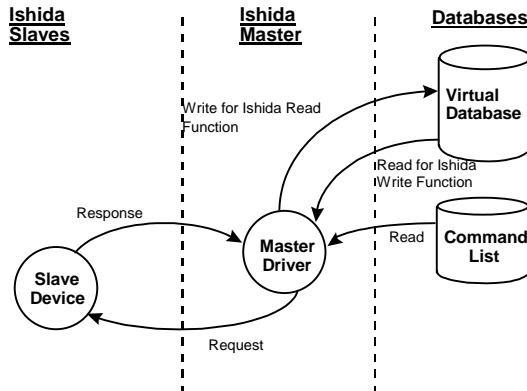 Ishida
Slaves
Ishida
Master
Databases
Virtual
Database
Write for Ishida Read
Function
Read for Ishida
Write Function
Response
Read
Command
List
Master
Driver
Slave
Device
Request